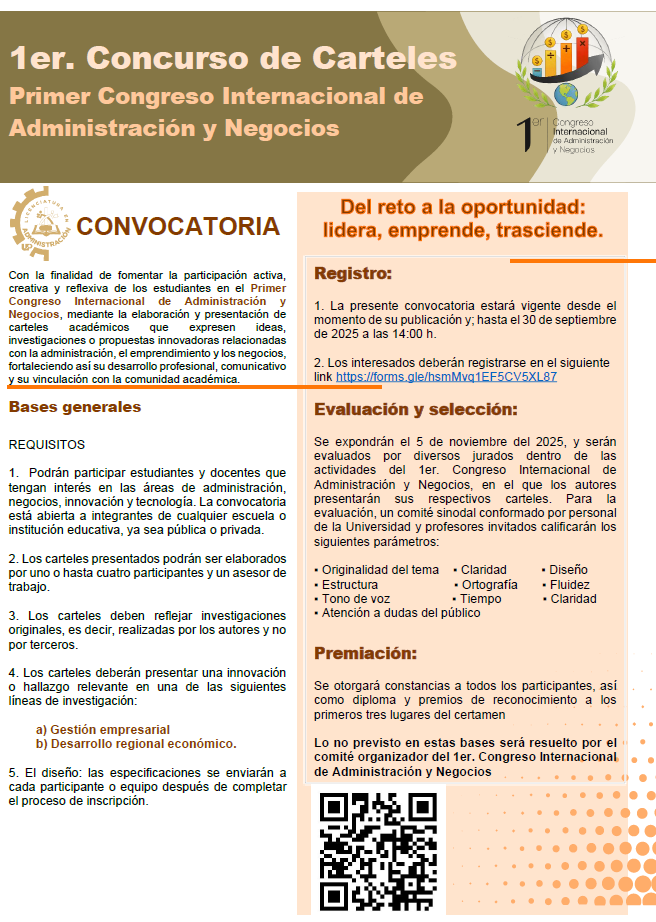 1er. Concurso de Carteles
Primer Congreso Internacional de
Administración y Negocios
1er
Congreso
Internacional
de Administración
y Negocios
LICENCIATURA EN
ADMINISTRACIÓN
CONVOCATORIA
Con la finalidad de fomentar la participación activa,
creativa y reflexiva de los estudiantes en el Primer
Congreso Internacional de Administración y
Negocios, mediante la elaboración y presentación de
carteles académicos que expresen ideas,
investigaciones o propuestas innovadoras relacionadas
con la administración, el emprendimiento y los negocios,
fortaleciendo así su desarrollo profesional, comunicativo
y su vinculación con la comunidad académica.
Bases generales
REQUISITOS
1. Podrán participar estudiantes y docentes que
tengan interés en las áreas de administración,
negocios, innovación y tecnología. La convocatoria
está abierta a integrantes de cualquier escuela o
institución educativa, ya sea pública o privada.
2. Los carteles presentados podrán ser elaborados
por uno o hasta cuatro participantes y un asesor de
trabajo.
3. Los carteles deben reflejar investigaciones
originales, es decir, realizadas por los autores y no
por terceros.
4. Los carteles deberán presentar una innovación
o hallazgo relevante en una de las siguientes
líneas de investigación:
a) Gestión empresarial
b) Desarrollo regional económico.
5. El diseño: las especificaciones se enviarán a
cada participante o equipo después de completar
el proceso de inscripción.
Del reto a la oportunidad:
lidera, emprende, trasciende.
Registro:
1. La presente convocatoria estará vigente desde el
momento de su publicación y; hasta el 30 de septiembre
de 2025 a las 14:00 h.
2. Los interesados deberán registrarse en el siguiente
link https://forms.gle/hsmMvq1EF5CV5XL87
Evaluación y selección:
Se expondrán el 5 de noviembre del 2025, y serán
evaluados por diversos jurados dentro de las
actividades del 1er. Congreso Internacional de
Administración y Negocios, en el que los autores
presentarán sus respectivos carteles. Para la
evaluación, un comité sinodal conformado por personal
de la Universidad y profesores invitados calificarán los
siguientes parámetros:
▪ Originalidad del tema ▪ Claridad ▪ Diseño
▪ Estructura ▪ Ortografía ▪ Fluidez
▪ Tono de voz ▪ Tiempo ▪ Claridad
▪ Atención a dudas del público
Premiación:
Se otorgará constancias a todos los participantes, así
como diploma y premios de reconocimiento a los
primeros tres lugares del certamen
Lo no previsto en estas bases será resuelto por el
comité organizador del 1er. Congreso Internacional
de Administración y Negocios